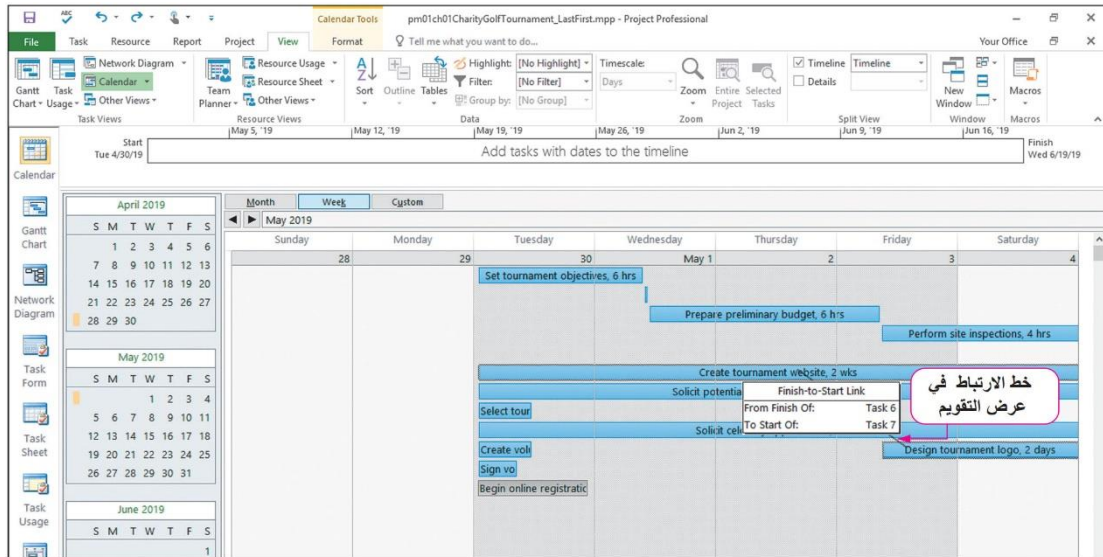 ABC
Calendar Tools
pm01ch01CharityGolfTournament_LastFirst.mpp - Project Professional
File Task Resource Report Project View Format Tell me what you want to do... Your Office
Gantt Chart
Task Usage
Network Diagram
Calendar
Other Views
Task Views
Team Planner
Resource Usage
Resource Sheet
Other Views
Resource Views
Sort
Outline
Tables
Highlight: [No Highlight]
Filter: [No Filter]
Group by: [No Group]
Data
Timescale:
Days
Zoom
Entire Project
Selected Tasks
Zoom
Timeline Timeline
Details
Split View
New Window
Window
Macros
Macros
May 5, '19 May 12, '19 May 19, '19 May 26, '19 Jun 2, '19 Jun 9, '19 Jun 16, '19
Start
Tue 4/30/19
Add tasks with dates to the timeline
Finish
Wed 6/19/19
Calendar
Gantt Chart
Network Diagram
Task Form
Task Sheet
Task Usage
April 2019
S M T W T F S
1 2 3 4 5 6
7 8 9 10 11 12 13
14 15 16 17 18 19 20
21 22 23 24 25 26 27
28 29 30
May 2019
S M T W T F S
1 2 3 4
5 6 7 8 9 10 11
12 13 14 15 16 17 18
19 20 21 22 23 24 25
26 27 28 29 30 31
June 2019
S M T W T F S
1
Month Week Custom
May 2019
Sunday Monday Tuesday Wednesday Thursday Friday Saturday
28 29 30 May 1 2 3 4
Set tournament objectives, 6 hrs
Prepare preliminary budget, 6 hrs
Perform site inspections, 4 hrs
Create tournament website, 2 wks
Solicit potentia
Finish-to-Start Link
From Finish Of: Task 6
To Start Of: Task 7
خط الارتباط في
عرض التقويم
Select tour
Solicit cel
Create volu
Design tournament logo, 2 days
Sign vo
Begin online registratic